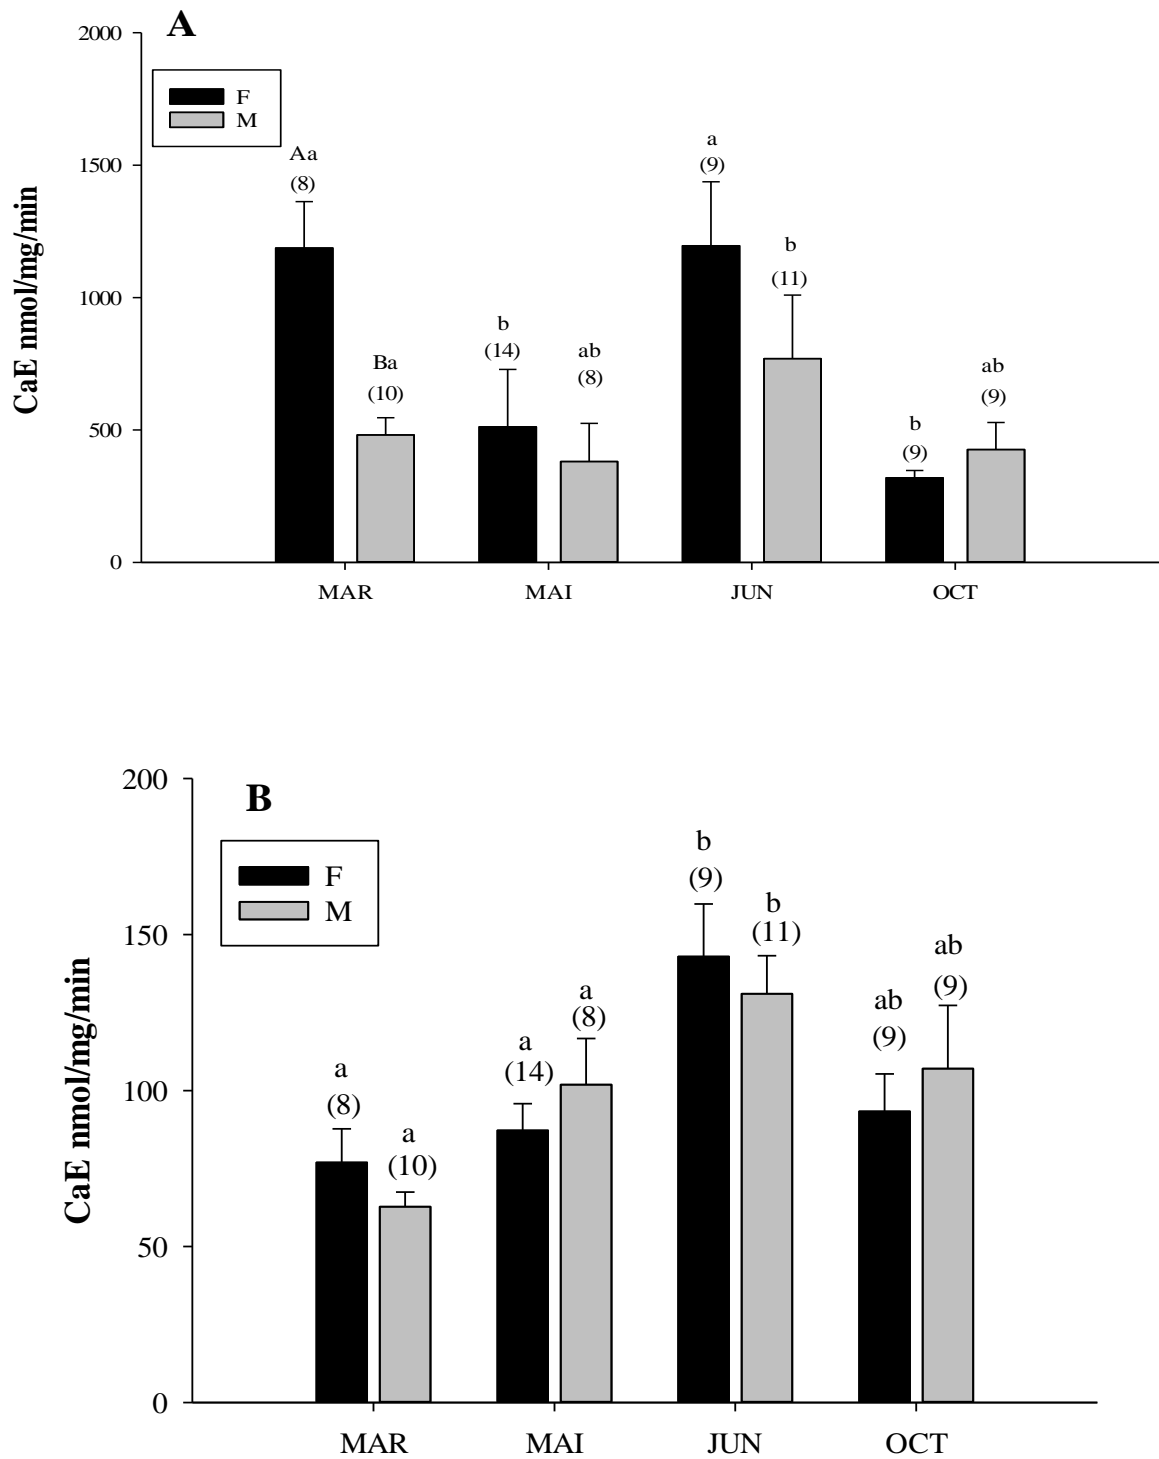 A
2000
F
M
1500
1000
500
0
CaE nmol/mg/min
Aa
(8)
Ba
(10)
b
(14)
ab
(8)
a
(9)
b
(11)
b
(9)
ab
(9)
MAR MAI JUN OCT
B
200
F
M
150
100
50
0
CaE nmol/mg/min
a
(8)
a
(10)
a
(14)
a
(8)
b
(9)
b
(11)
ab
(9)
ab
(9)
MAR MAI JUN OCT